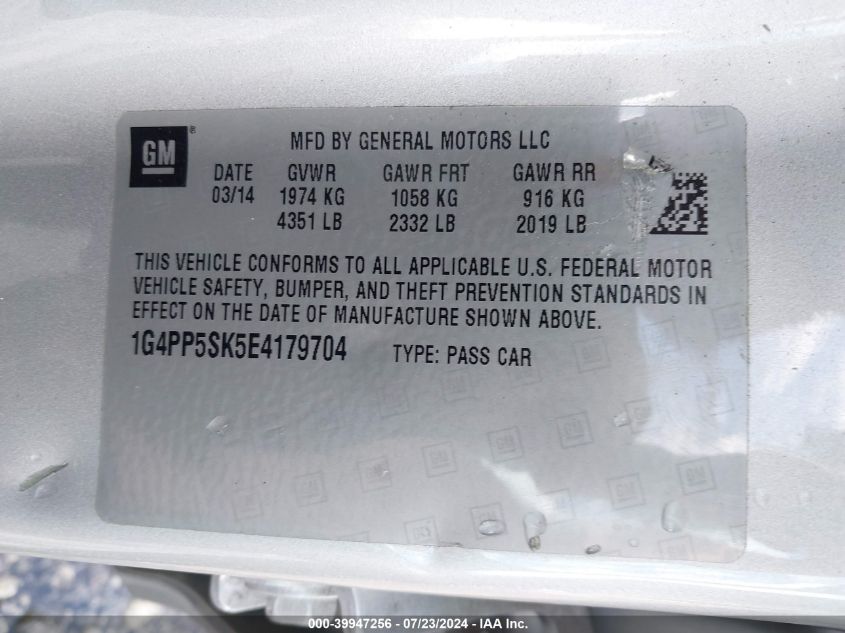 GM®
MFD BY GENERAL MOTORS LLC
DATE GVWR GAWR FRT GAWR RR
03/14 1974 KG 1058 KG 916 KG
4351 LB 2332 LB 2019 LB
THIS VEHICLE CONFORMS TO ALL APPLICABLE U.S. FEDERAL MOTOR
VEHICLE SAFETY, BUMPER, AND THEFT PREVENTION STANDARDS IN
EFFECT ON THE DATE OF MANUFACTURE SHOWN ABOVE.
1G4PP5SK5E4179704 TYPE: PASS CAR
000-39947256 - 07/23/2024 - IAA Inc.